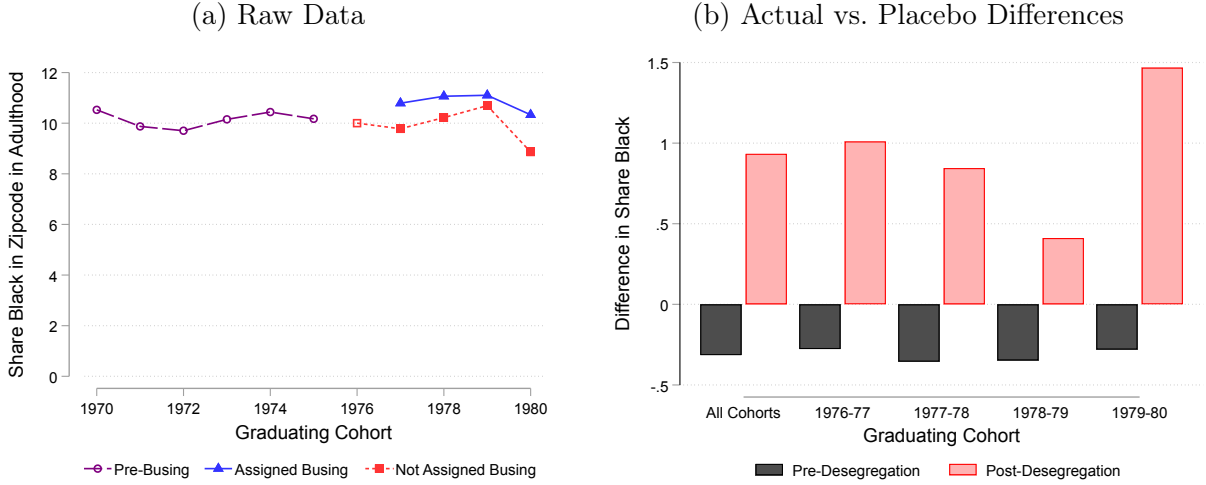 (a) Raw Data
Share Black in Zipcode in Adulthood
12
10
8
6
4
2
0
1970 1972 1974 1976 1978 1980
Graduating Cohort
Pre-Busing Assigned Busing Not Assigned Busing
(b) Actual vs. Placebo Differences
Difference in Share Black
1.5
1
.5
0
-.5
All Cohorts 1976-77 1977-78 1978-79 1979-80
Graduating Cohort
Pre-Desegregation Post-Desegregation